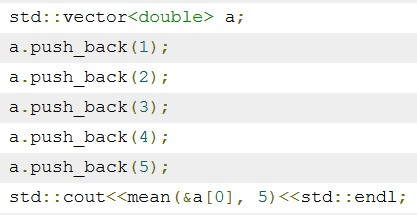 std::vector<double> a;
a.push_back(1);
a.push_back(2);
a.push_back(3);
a.push_back(4);
a.push_back(5);
std::cout<<mean(&a[0], 5)<<std::endl;